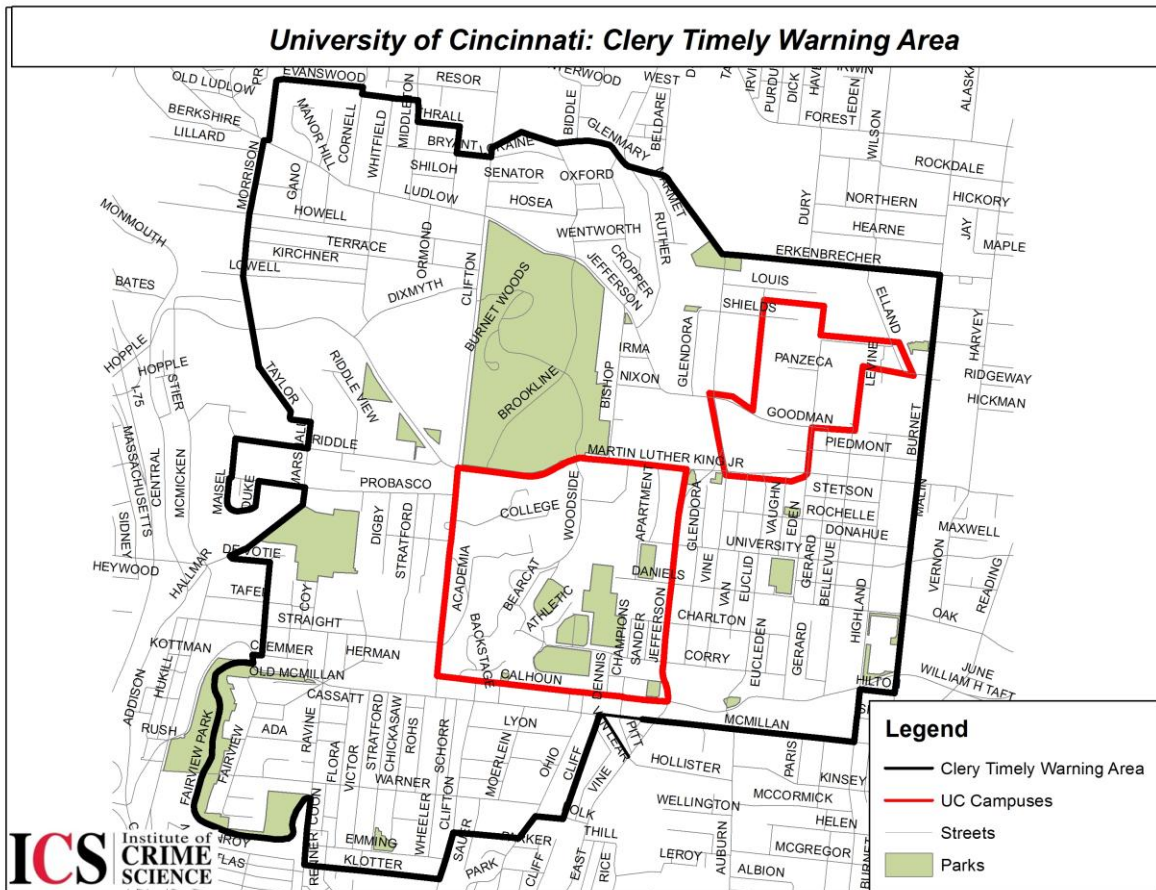 University of Cincinnati: Clery Timely Warning Area
EVANSWOOD
RESOR
WEST
OLD LUDLOW
BERKSHIRE
LILLARD
MANOR HILL
CORNELL
WHITFIELD
MIDDLETON
THRALL
BRYANT
SHILOH
LUDLOW
BIDDLE
GLENMARY
BELDARE
SENATOR
OXFORD
HOSEA
WENTWORTH
RUTHER
CROPPER
JEFFERSON
PURDU
DICK
EDEN
FOREST
WILSON
ALASKA
ROCKDALE
NORTHERN
HICKORY
DURY
HEARNE
JAY
MAPLE
ERKENBRECHER
MORRISON
GANO
HOWELL
TERRACE
KIRCHNER
LOWELL
ORMOND
DIXMYTH
CLIFTON
BURNET WOODS
BROOKLINE
MONMOUTH
BATES
HOPPLE
HOPPLE
STIER
I-75
MASSACHUSETTS
CENTRAL
MCMICKEN
SIDNEY
HEYWOOD
TAYLOR
RIDDLE VIEW
RIDDLE
MARSHALL
MAISEL
DUKE
PROBASCO
DIGBY
STRATFORD
LOUIS
SHIELDS
ELLAND
GLENDORA
IRMA
NIXON
BISHOP
PANZECA
LEVINE
GOODMAN
PIEDMONT
BURNET
HARVEY
RIDGEWAY
HICKMAN
MARTIN LUTHER KING JR
COLLEGE
WOODSIDE
APARTMENT
ACADEMIA
BEARCAT
ATHLETIC
BACKSTAGE
CALHOUN
DENNIS
CHAMPIONS
SANDER
JEFFERSON
DANIELS
GLENDORA
VINE
VAN
EUCLID
VAUGHN
EDEN
STETSON
ROCHELLE
DONAHUE
UNIVERSITY
GERARD
BELLEVUE
HIGHLAND
MALIN
MAXWELL
VERNON
READING
OAK
CHARLTON
CORRY
EUCLEDEN
GERARD
JUNE
WILLIAM H TAFT
MCMILLAN
HALLMAR
TAFEL
COY
STRAIGHT
KOTTMAN
HUKILL
ADDISON
RUSH
OLD MCMILLAN
HERMAN
CASSATT
FAIRVIEW PARK
FAIRVIEW
ADA
RAVINE
FLORA
VICTOR
STRATFORD
CHICKASAW
ROHS
WARNER
WHEELER
SCHORR
CLIFTON
LYON
MOERLEIN
OHIO
CLIFF
VINE
PITT
EMMING
KLOTTER
SAUER
PARK
CLIFF
EAST
RICE
THILL
HOLLISTER
WELLINGTON
LEROY
AUBURN
ALBION
PARIS
KINSEY
MCCORMICK
HELEN
MCGREGOR
Legend
Clery Timely Warning Area
UC Campuses
Streets
Parks
ICS Institute of
CRIME
SCIENCE